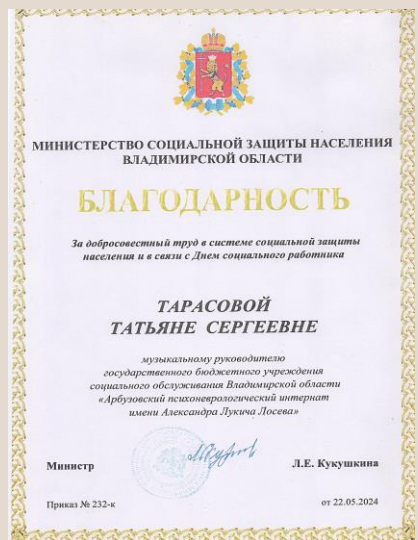 МИНИСТЕРСТВО СОЦИАЛЬНОЙ ЗАЩИТЫ НАСЕЛЕНИЯ
ВЛАДИМИРСКОЙ ОБЛАСТИ
БЛАГОДАРНОСТЬ
За добросовестный труд в системе социальной защиты
населения и в связи с Днем социального работника
ТАРАСОВОЙ
ТАТЬЯНЕ СЕРГЕЕВНЕ
музыкальному руководителю
государственного бюджетного учреждения
социального обслуживания Владимирской области
«Арбузовский психоневрологический интернат
имени Александра Лукича Лосева»
Министр Л.Е. Кукушкина
Приказ № 232-к от 22.05.2024